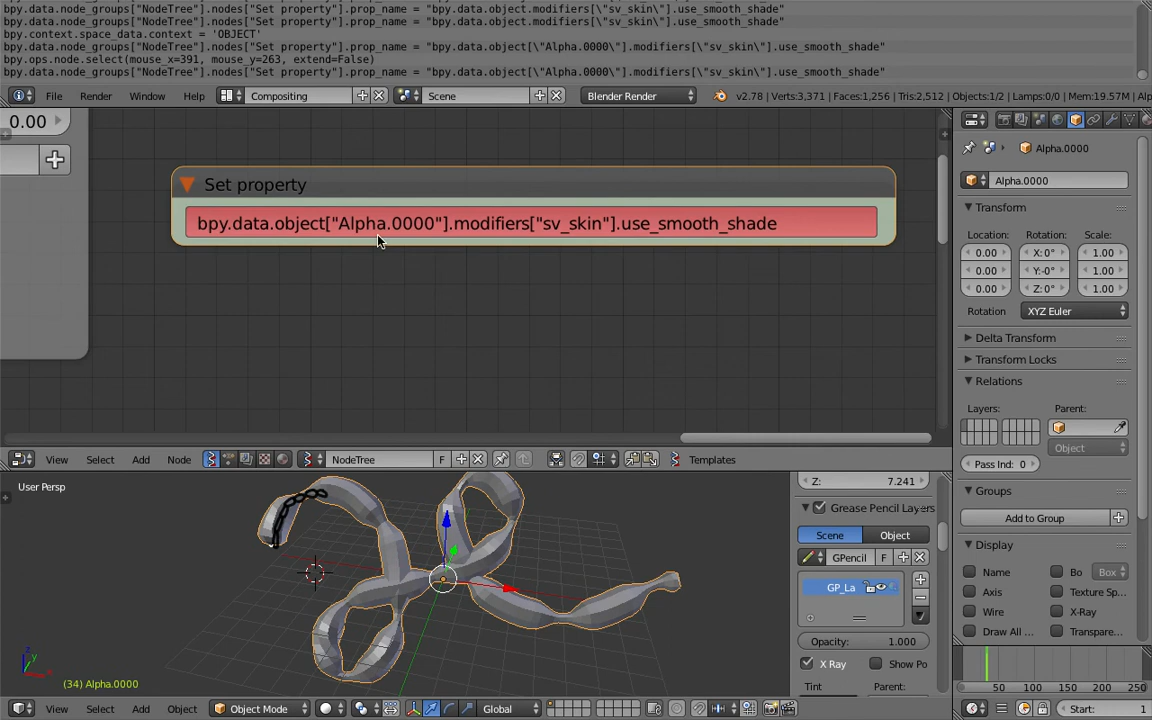 bpy.data.node_groups["NodeTree"].nodes["Set property"].prop_name = "bpy.data.object.modifiers[\"sv_skin\"].use_smooth_shade"
bpy.data.node_groups["NodeTree"].nodes["Set property"].prop_name = "bpy.data.object.modifiers[\"sv_skin\"].use_smooth_shade"
bpy.context.space_data.context = 'OBJECT'
bpy.data.node_groups["NodeTree"].nodes["Set property"].prop_name = "bpy.data.object[\"Alpha.0000\"].modifiers[\"sv_skin\"].use_smooth_shade"
bpy.ops.node.select(mouse_x=391, mouse_y=263, extend=False)
bpy.data.node_groups["NodeTree"].nodes["Set property"].prop_name = "bpy.data.object[\"Alpha.0000\"].modifiers[\"sv_skin\"].use_smooth_shade"
File Render Window Help Compositing Scene Blender Render v2.78 | Verts:3,371 | Faces:1,256 | Tris:2,512 | Objects:1/2 | Lamps:0/0 | Mem:19.57M | Alp
0.00
Set property
bpy.data.object["Alpha.0000"].modifiers["sv_skin"].use_smooth_shade
Alpha.0000
Alpha.0000
Transform
Location: Rotation: Scale:
0.00 X: 0° 1.00
0.00 Y:-0° 1.00
0.00 Z: 0° 1.00
Rotation XYZ Euler
Delta Transform
Transform Locks
Relations
Layers: Parent:
Object
Pass Ind: 0
Groups
Add to Group
Display
Name Bo Box
Axis Texture Sp...
Wire X-Ray
Draw All ... Transpare...
View Select Add Node NodeTree F Templates
User Persp
(34) Alpha.0000
Z: 7.241
Grease Pencil Layers
Scene Object
GPencil F
GP_La
Opacity: 1.000
X Ray Show Po
Tint Parent:
50 100 150 200 250
View Select Add Object Object Mode Global
Start: 1